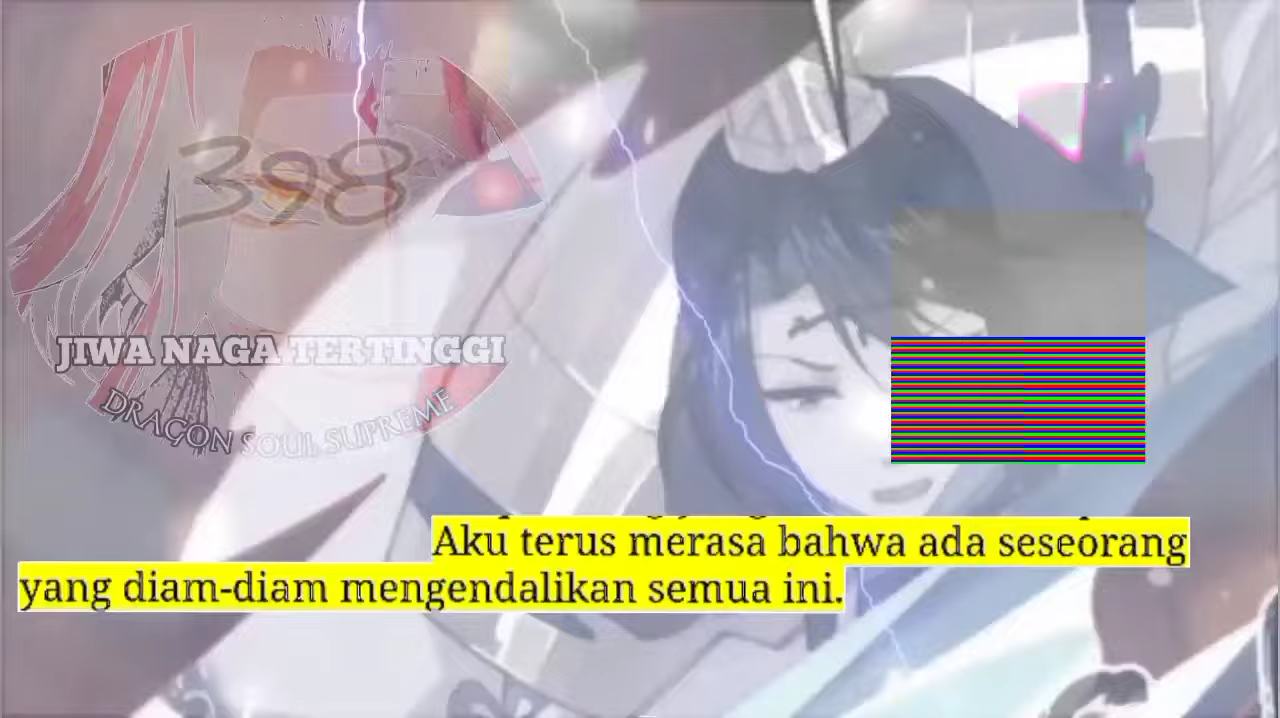 398
JIWA NAGA TERTINGGI
DRAGON SOUL SUPREME
Aku terus merasa bahwa ada seseorang
yang diam-diam mengendalikan semua ini.